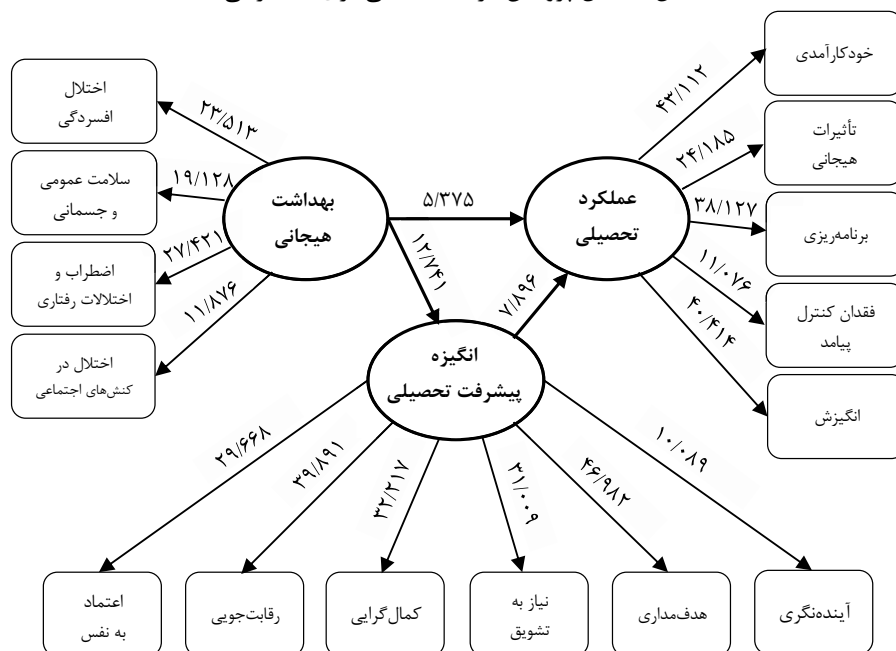 خودکارآمدی
اختلال
افسردگی
۲۳/۵۱۳
۴۳/۱۱۲
تأثیرات
هیجانی
۲۴/۱۸۵
سلامت عمومی
و جسمانی
۱۹/۱۲۸
بهداشت
هیجانی
۵/۳۷۵
عملکرد
تحصیلی
۳۸/۱۲۷
برنامه‌ریزی
اضطراب و
اختلالات رفتاری
۲۷/۴۲۱
۱۲/۷۴۱
۷/۸۹۶
۱۱/۰۷۶
فقدان کنترل
پیامد
۱۱/۸۷۶
۴۰/۴۱۴
اختلال در
کنش‌های اجتماعی
انگیزه
پیشرفت تحصیلی
انگیزش
۲۹/۶۶۸
۳۹/۸۹۱
۳۲/۲۱۷
۳۱/۰۰۹
۴۶/۹۸۲
۱۰/۰۸۹
آینده‌نگری
هدف‌مداری
نیاز به
تشویق
کمال‌گرایی
رقابت‌جویی
اعتماد
به نفس